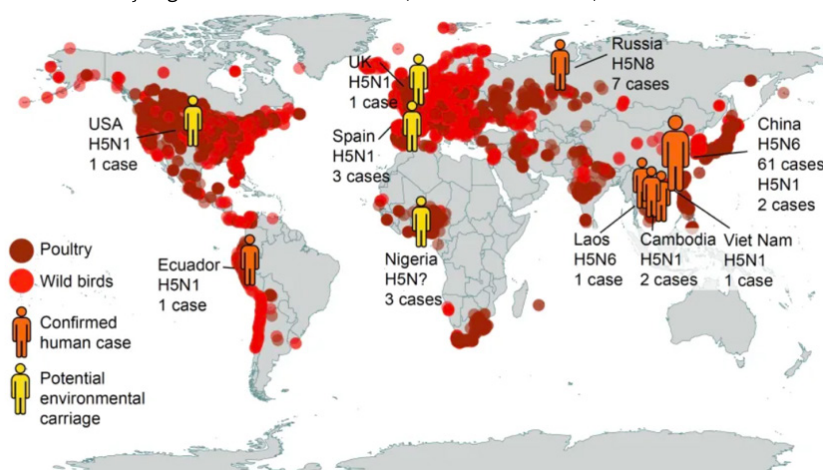 Russia
H5N8
7 cases
UK
H5N1
1 case
USA
H5N1
1 case
Spain
H5N1
3 cases
China
H5N6
61 cases
H5N1
2 cases
Poultry
Wild birds
Confirmed
human case
Potential
environmental
carriage
Ecuador
H5N1
1 case
Nigeria
H5N?
3 cases
Laos
H5N6
1 case
Cambodia
H5N1
2 cases
Viet Nam
H5N1
1 case